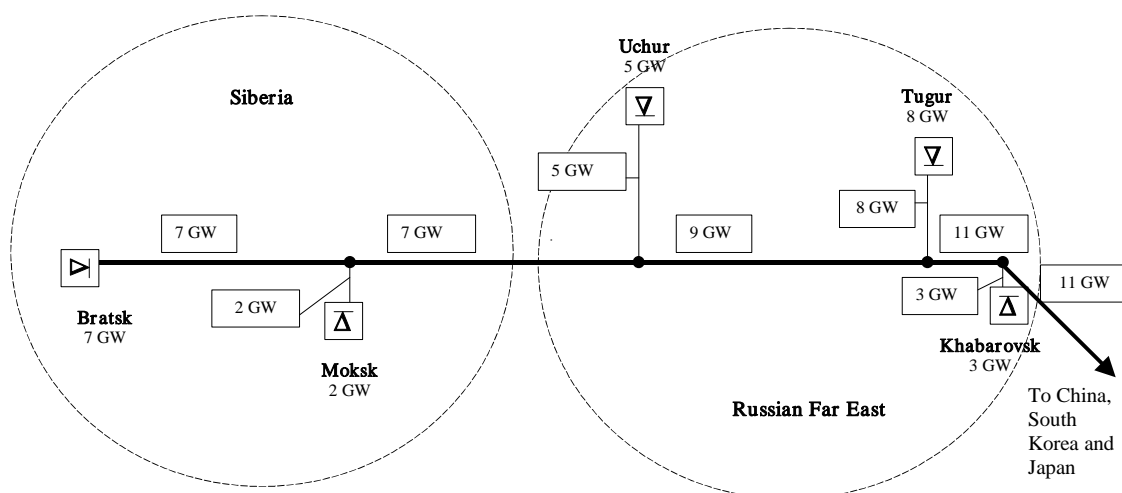 Uchur
5 GW
Siberia
Tugur
8 GW
5 GW
8 GW
7 GW
7 GW
9 GW
11 GW
11 GW
2 GW
3 GW
Bratsk
7 GW
Moksk
2 GW
Khabarovsk
3 GW
Russian Far East
To China,
South
Korea and
Japan